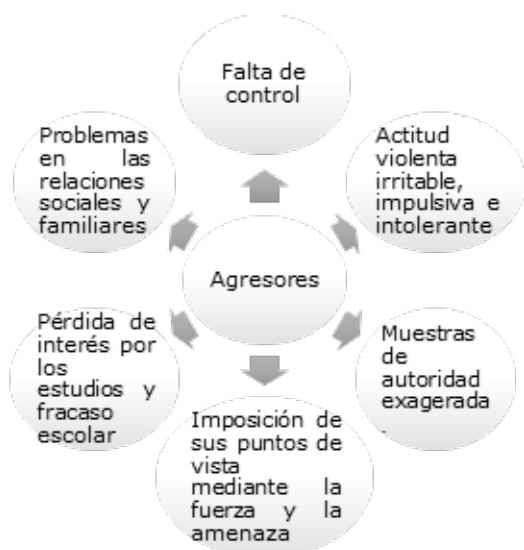 Falta de
control
Problemas
en las
relaciones
sociales y
familiares
Actitud
violenta
irritable,
impulsiva e
intolerante
Agresores
Pérdida de
interés por
los
estudios y
fracaso
escolar
Muestras
de
autoridad
exagerada
.
Imposición de
sus puntos de
vista
mediante la
fuerza y la
amenaza